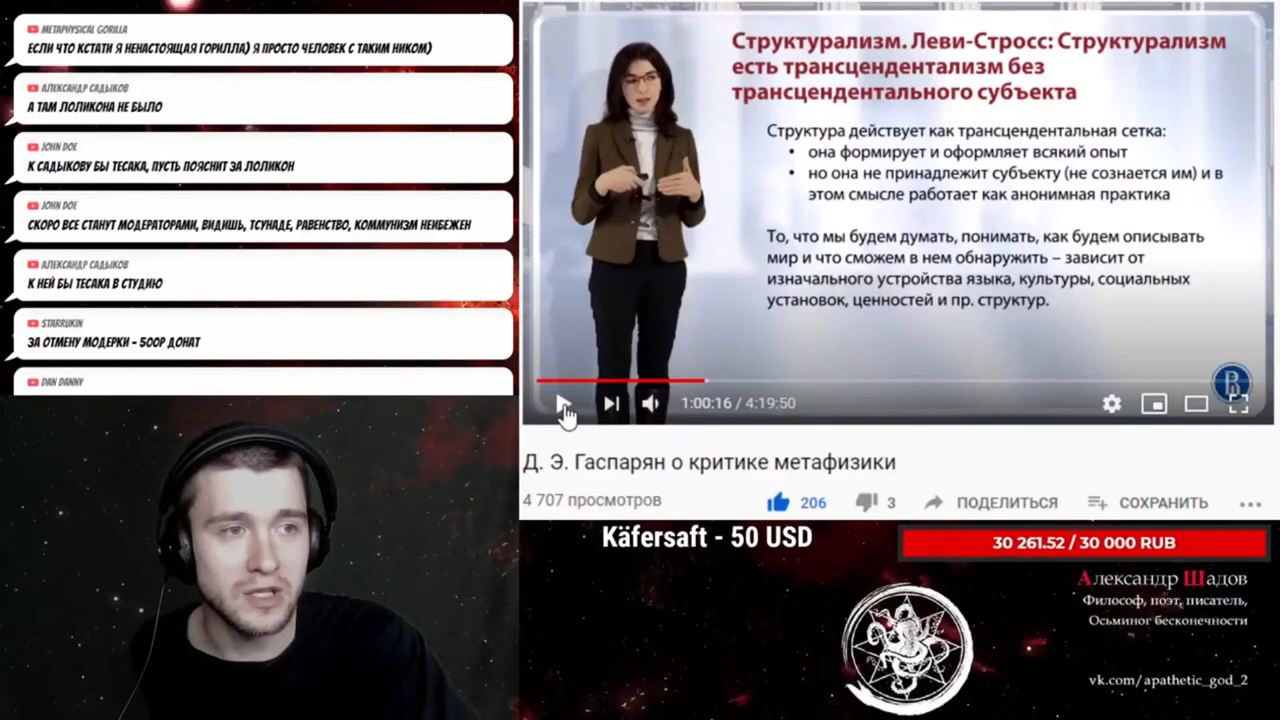 METAPHYSICAL GORILLA
ЕСЛИ ЧТО КСТАТИ Я НЕНАСТОЯЩАЯ ГОРИЛЛА) Я ПРОСТО ЧЕЛОВЕК С ТАКИМ НИКОМ)
АЛЕКСАНДР САДЫКОВ
А ТАМ ЛОЛИКОНА НЕ БЫЛО
JOHN DOE
К САДЫКОВУ БЫ ТЕСАКА, ПУСТЬ ПОЯСНИТ ЗА ЛОЛИКОН
JOHN DOE
СКОРО ВСЕ СТАНУТ МОДЕРАТОРАМИ, ВИДИШЬ, ТСУНАДЕ, РАВЕНСТВО, КОММУНИЗМ НЕИБЕЖЕН
АЛЕКСАНДР САДЫКОВ
К НЕЙ БЫ ТЕСАКА В СТУДИЮ
STARRUKIN
ЗА ОТМЕНУ МОДЕРКИ - 500Р ДОНАТ
DAN DANNY
Структурализм. Леви-Стросс: Структурализм
есть трансцендентализм без
трансцендентального субъекта
Структура действует как трансцендентальная сетка:
• она формирует и оформляет всякий опыт
• но она не принадлежит субъекту (не сознается им) и в
этом смысле работает как анонимная практика
То, что мы будем думать, понимать, как будем описывать
мир и что сможем в нем обнаружить – зависит от
изначального устройства языка, культуры, социальных
установок, ценностей и пр. структур.
1:00:16 / 4:19:50
Д. Э. Гаспарян о критике метафизики
4 707 просмотров
206
3
ПОДЕЛИТЬСЯ
СОХРАНИТЬ
Käfersaft - 50 USD
30 261.52 / 30 000 RUB
Александр Шадов
Философ, поэт, писатель,
Осьминог бесконечности
vk.com/apathetic_god_2